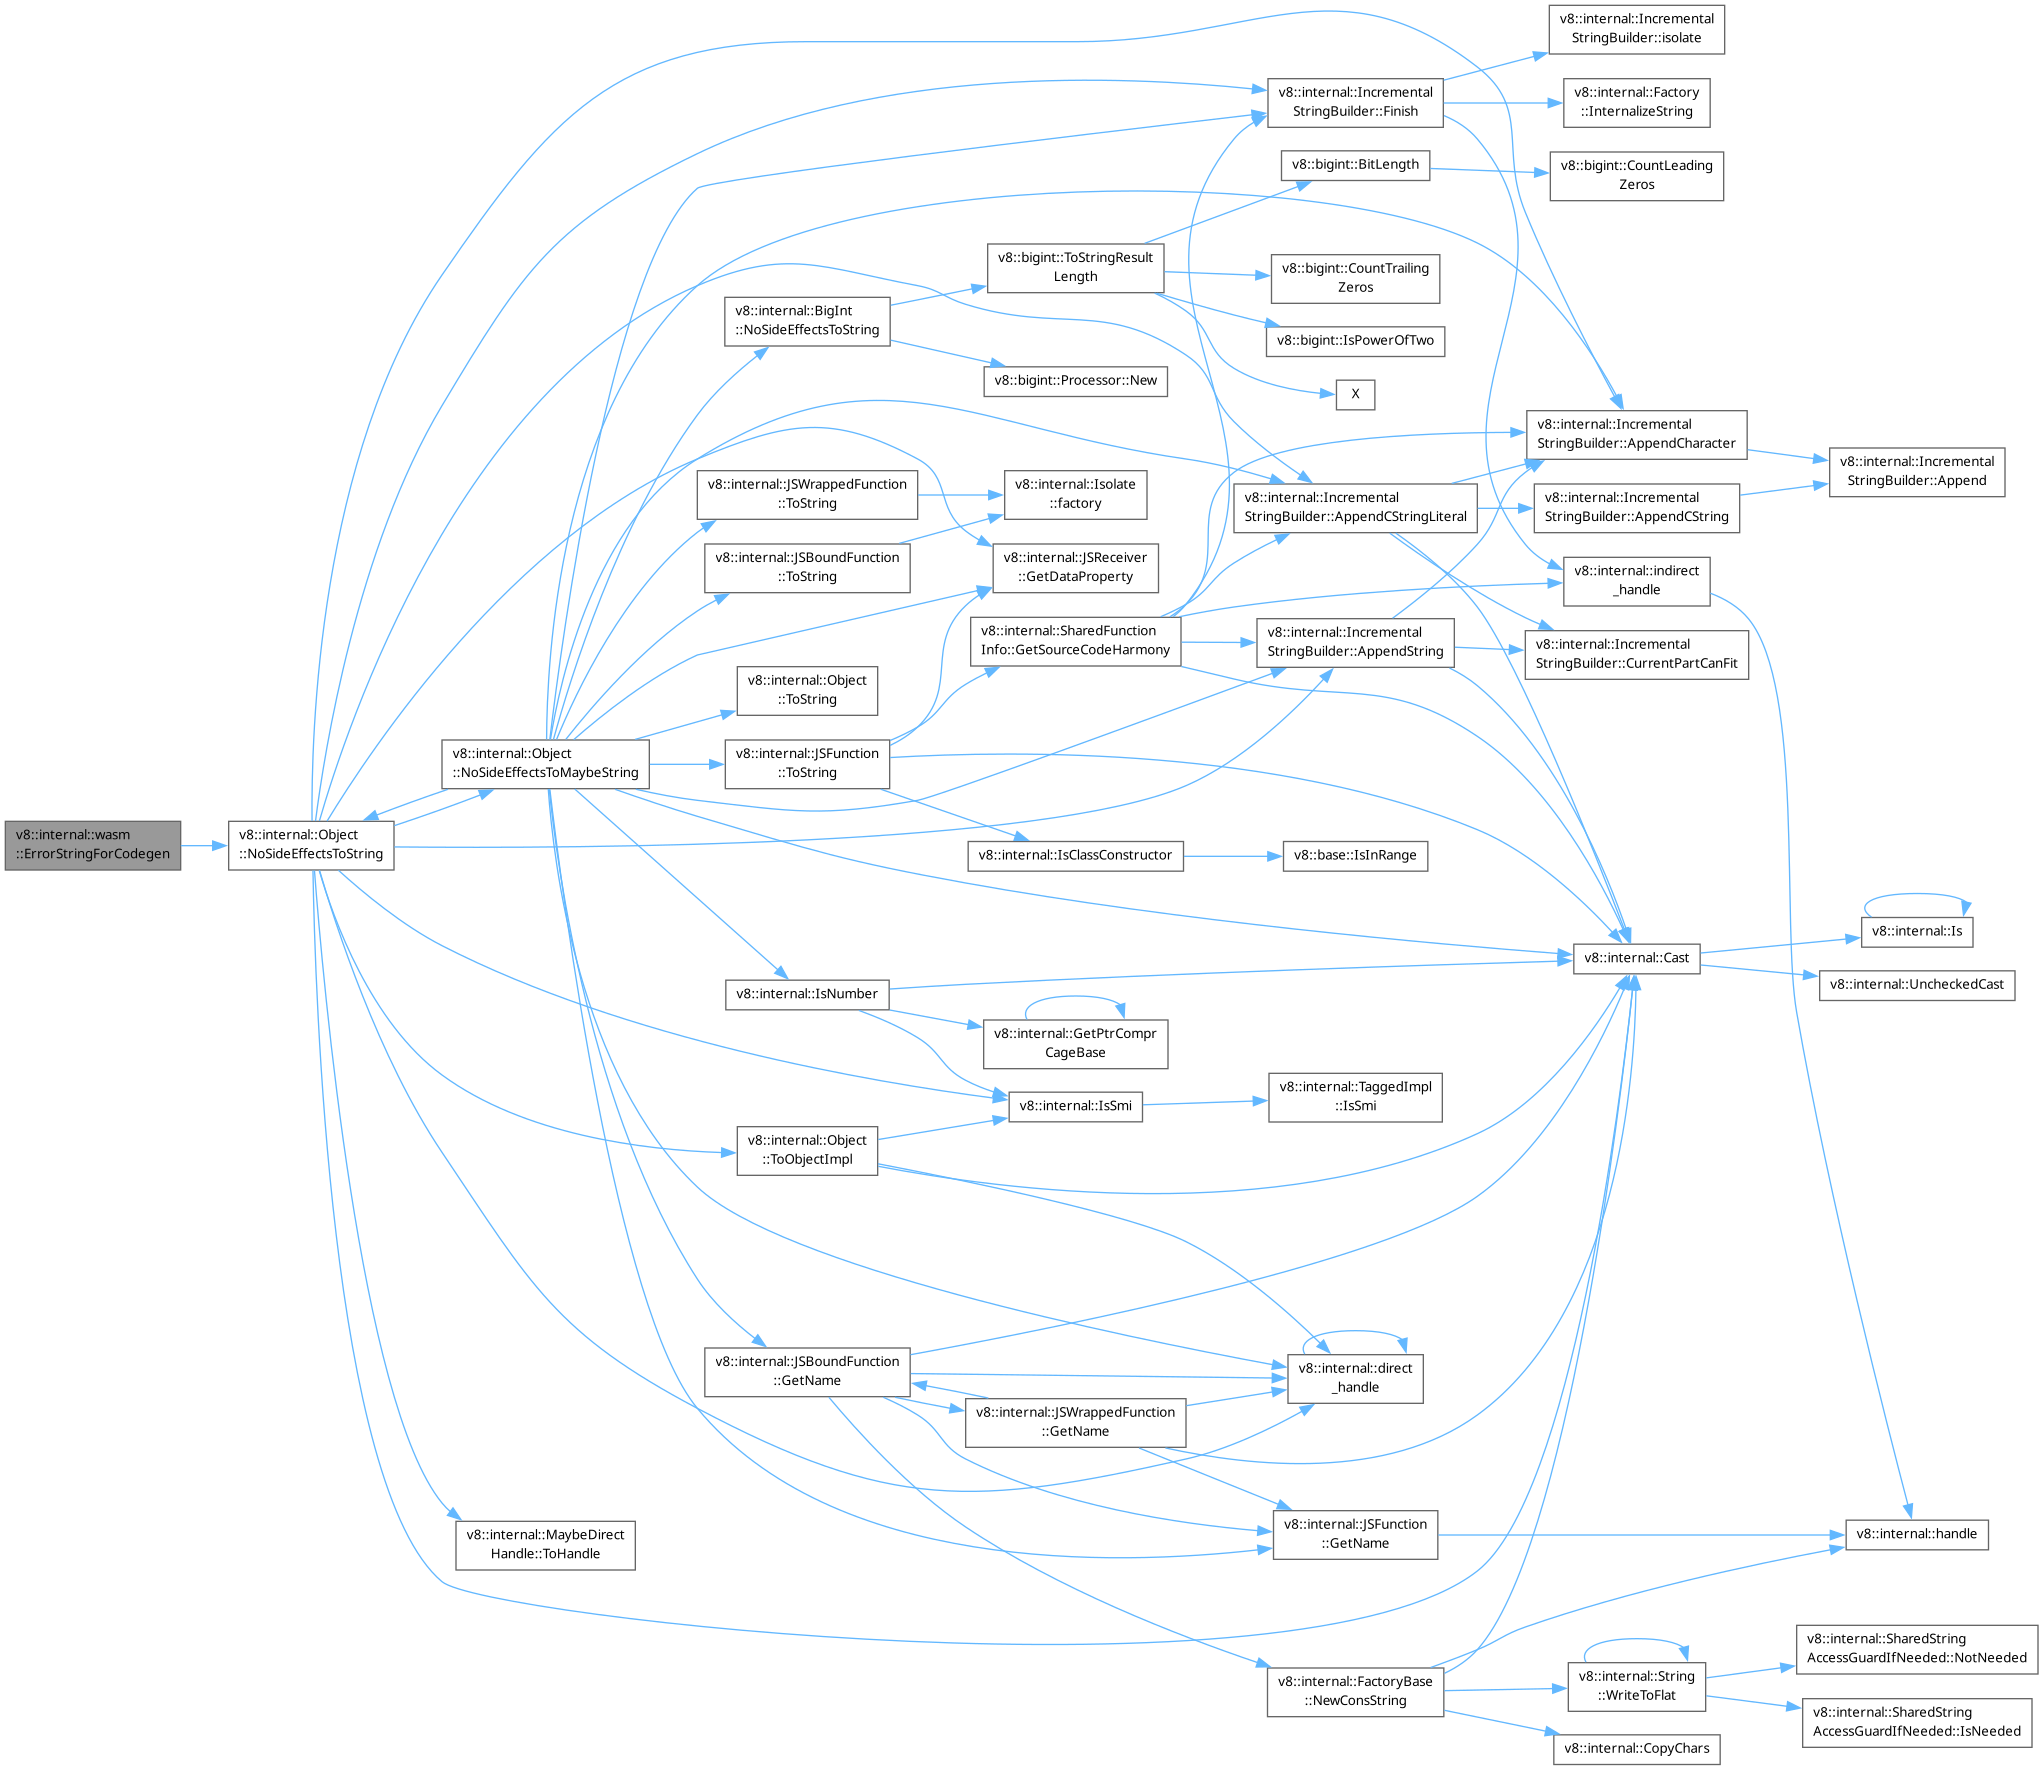 v8::internal::wasm
::ErrorStringForCodegen
v8::internal::Object
::NoSideEffectsToString
v8::internal::Object
::NoSideEffectsToMaybeString
v8::internal::MaybeDirect
Handle::ToHandle
v8::internal::BigInt
::NoSideEffectsToString
v8::internal::JSWrappedFunction
::ToString
v8::internal::JSBoundFunction
::ToString
v8::internal::Object
::ToString
v8::internal::JSFunction
::ToString
v8::internal::IsNumber
v8::internal::Object
::ToObjectImpl
v8::internal::JSBoundFunction
::GetName
v8::bigint::ToStringResult
Length
v8::bigint::Processor::New
v8::internal::Isolate
::factory
v8::internal::JSReceiver
::GetDataProperty
v8::internal::SharedFunction
Info::GetSourceCodeHarmony
v8::internal::IsClassConstructor
v8::internal::GetPtrCompr
CageBase
v8::internal::IsSmi
v8::internal::JSWrappedFunction
::GetName
v8::internal::Incremental
StringBuilder::Finish
v8::bigint::BitLength
v8::bigint::CountTrailing
Zeros
v8::bigint::IsPowerOfTwo
X
v8::internal::Incremental
StringBuilder::AppendCStringLiteral
v8::internal::Incremental
StringBuilder::AppendString
v8::base::IsInRange
v8::internal::TaggedImpl
::IsSmi
v8::internal::direct
_handle
v8::internal::JSFunction
::GetName
v8::internal::FactoryBase
::NewConsString
v8::internal::Incremental
StringBuilder::isolate
v8::internal::Factory
::InternalizeString
v8::bigint::CountLeading
Zeros
v8::internal::Incremental
StringBuilder::AppendCharacter
v8::internal::Incremental
StringBuilder::AppendCString
v8::internal::indirect
_handle
v8::internal::Incremental
StringBuilder::CurrentPartCanFit
v8::internal::Cast
v8::internal::String
::WriteToFlat
v8::internal::CopyChars
v8::internal::Incremental
StringBuilder::Append
v8::internal::Is
v8::internal::UncheckedCast
v8::internal::handle
v8::internal::SharedString
AccessGuardIfNeeded::NotNeeded
v8::internal::SharedString
AccessGuardIfNeeded::IsNeeded